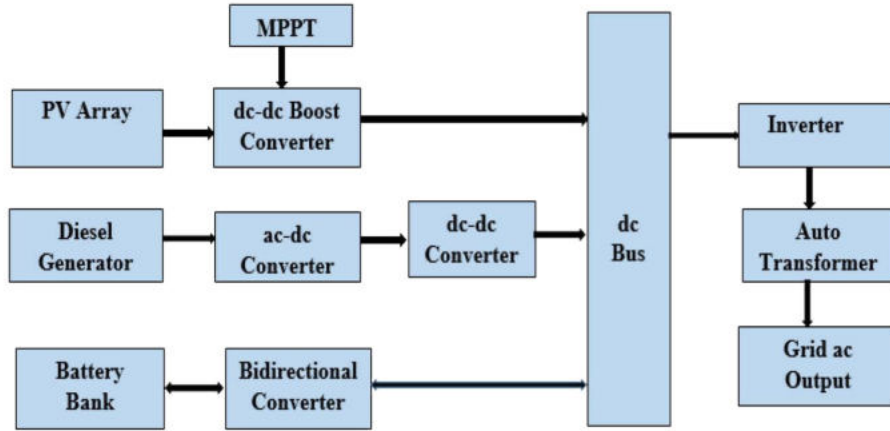 MPPT
PV Array
dc-dc Boost
Converter
Inverter
Diesel
Generator
ac-dc
Converter
dc-dc
Converter
dc
Bus
Auto
Transformer
Battery
Bank
Bidirectional
Converter
Grid ac
Output